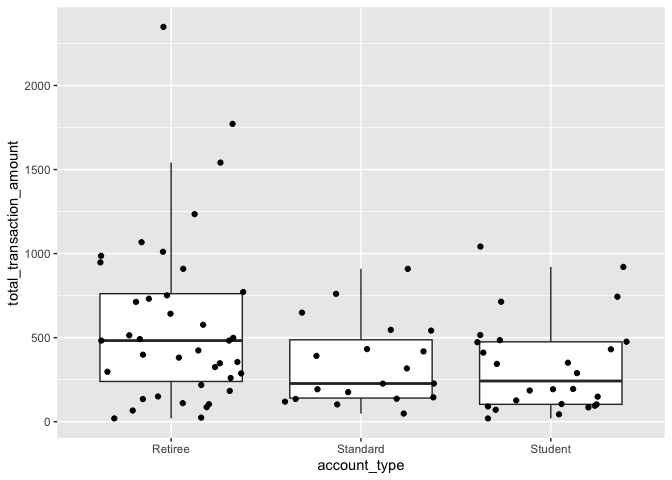 2000
1500
1000
500
0
total_transaction_amount
Retiree Standard Student
account_type